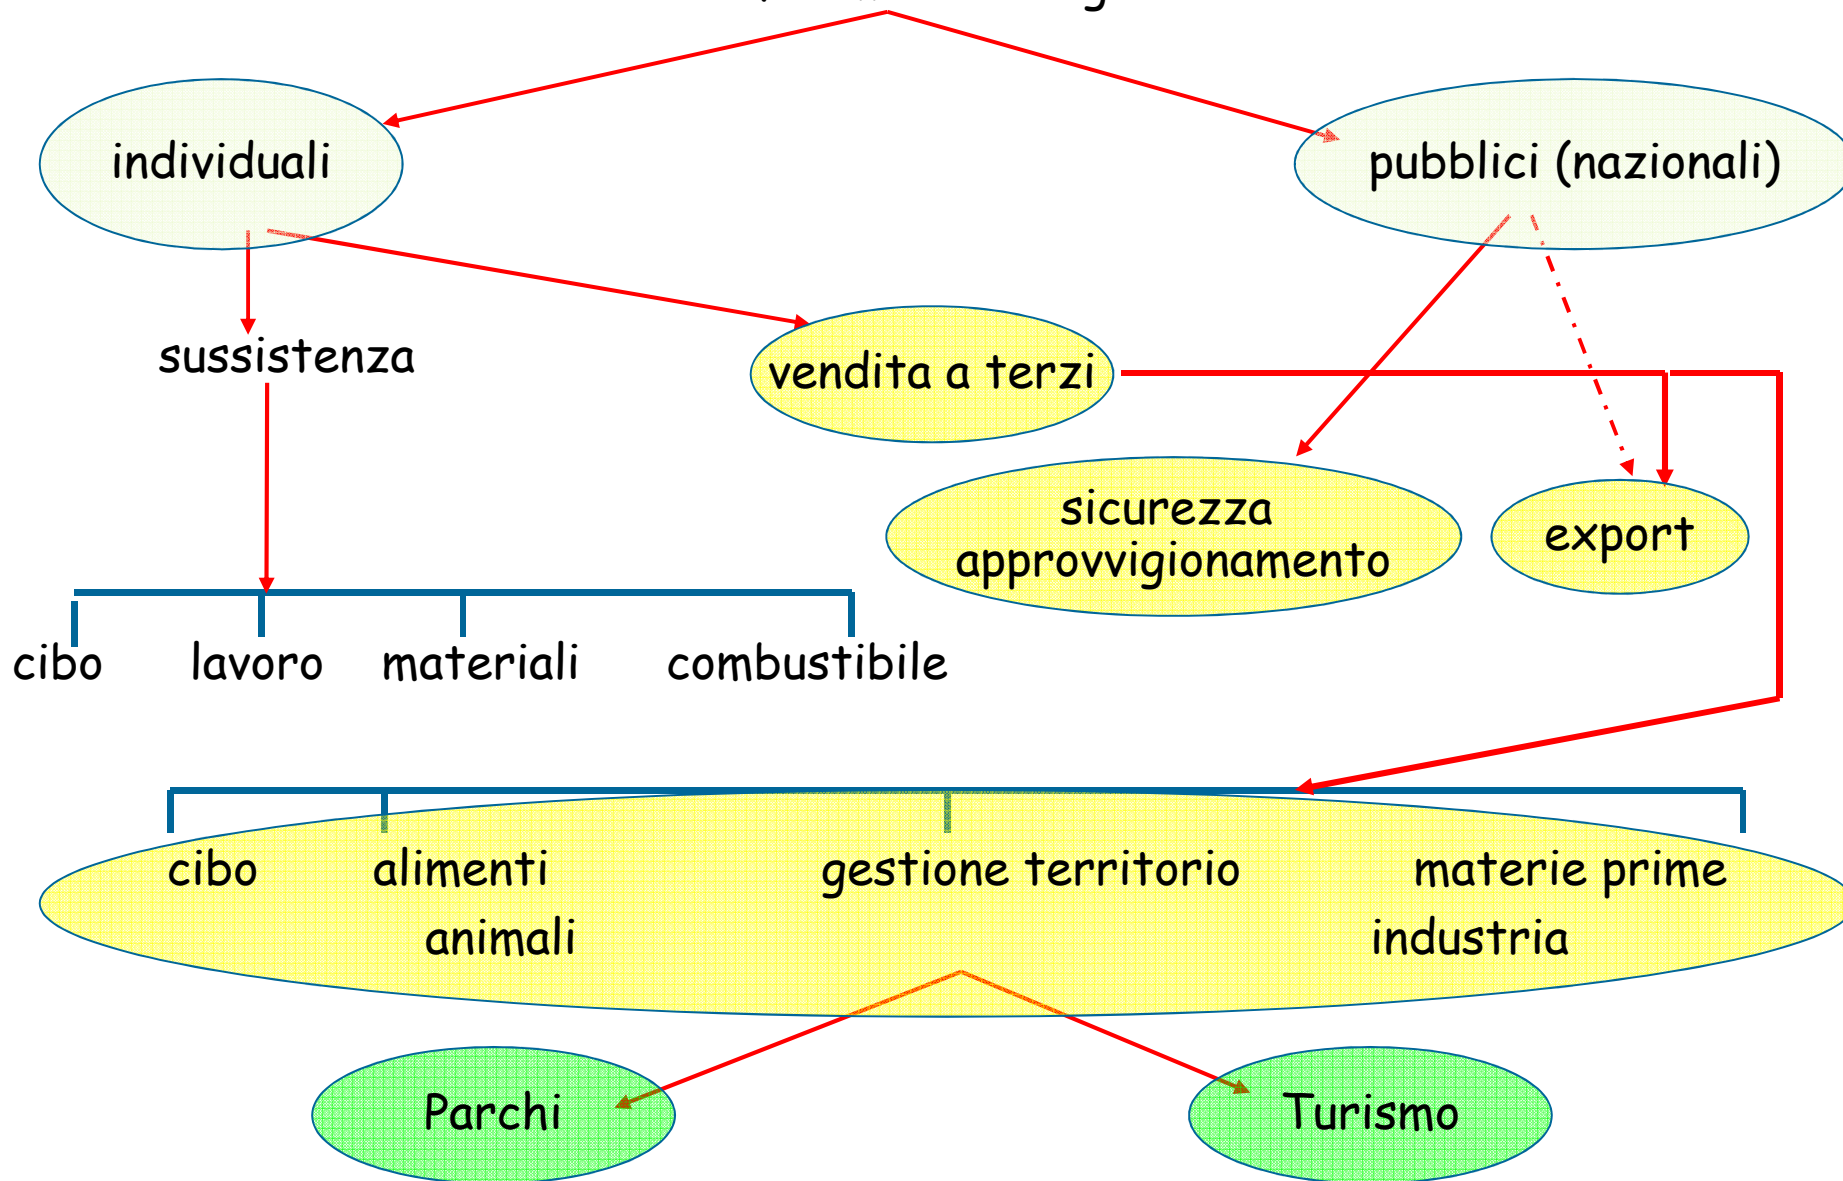 individuali
pubblici (nazionali)
sussistenza
vendita a terzi
sicurezza
approvvigionamento
export
cibo lavoro materiali combustibile
cibo alimenti gestione territorio materie prime
animali industria
Parchi Turismo